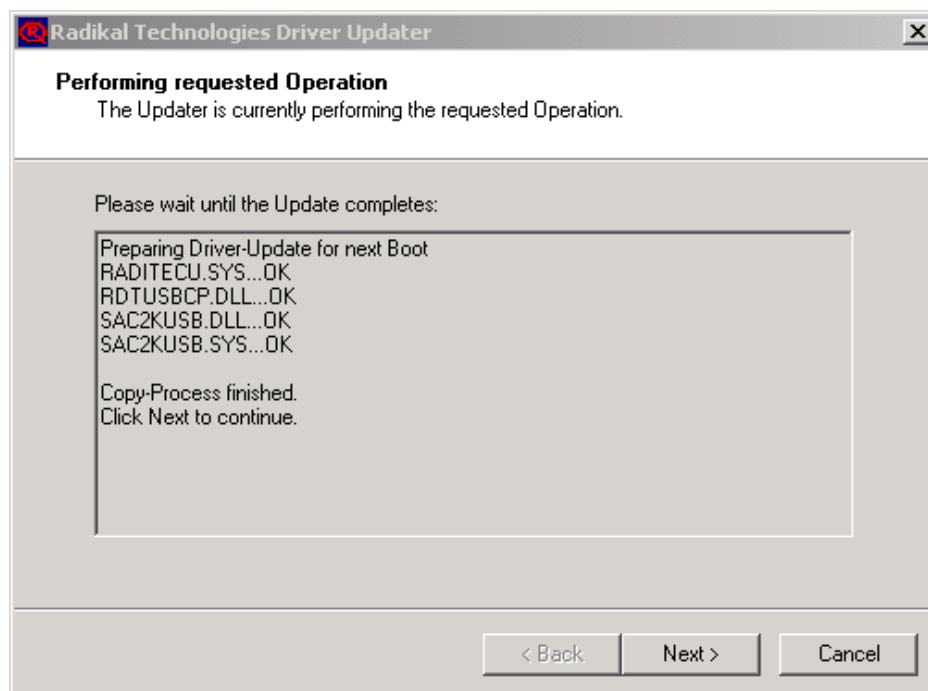 Radikal Technologies Driver Updater
Performing requested Operation
The Updater is currently performing the requested Operation.
Please wait until the Update completes:
Preparing Driver-Update for next Boot
RADITECU.SYS...OK
RDTUSBCP.DLL...OK
SAC2KUSB.DLL...OK
SAC2KUSB.SYS...OK
Copy-Process finished.
Click Next to continue.
< Back
Next >
Cancel